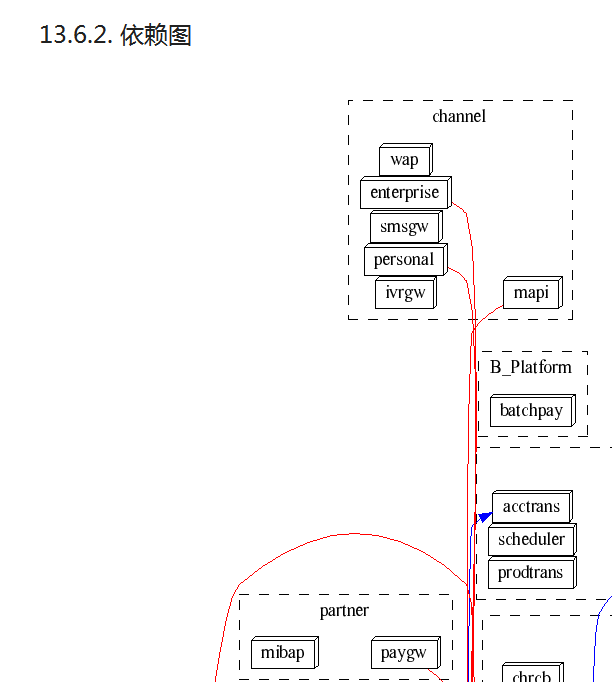 13.6.2. 依赖图
channel
wap
enterprise
smsgw
personal
ivrgw
mapi
B_Platform
batchpay
acctrans
scheduler
prodtrans
partner
mibap
paygw
chrcb